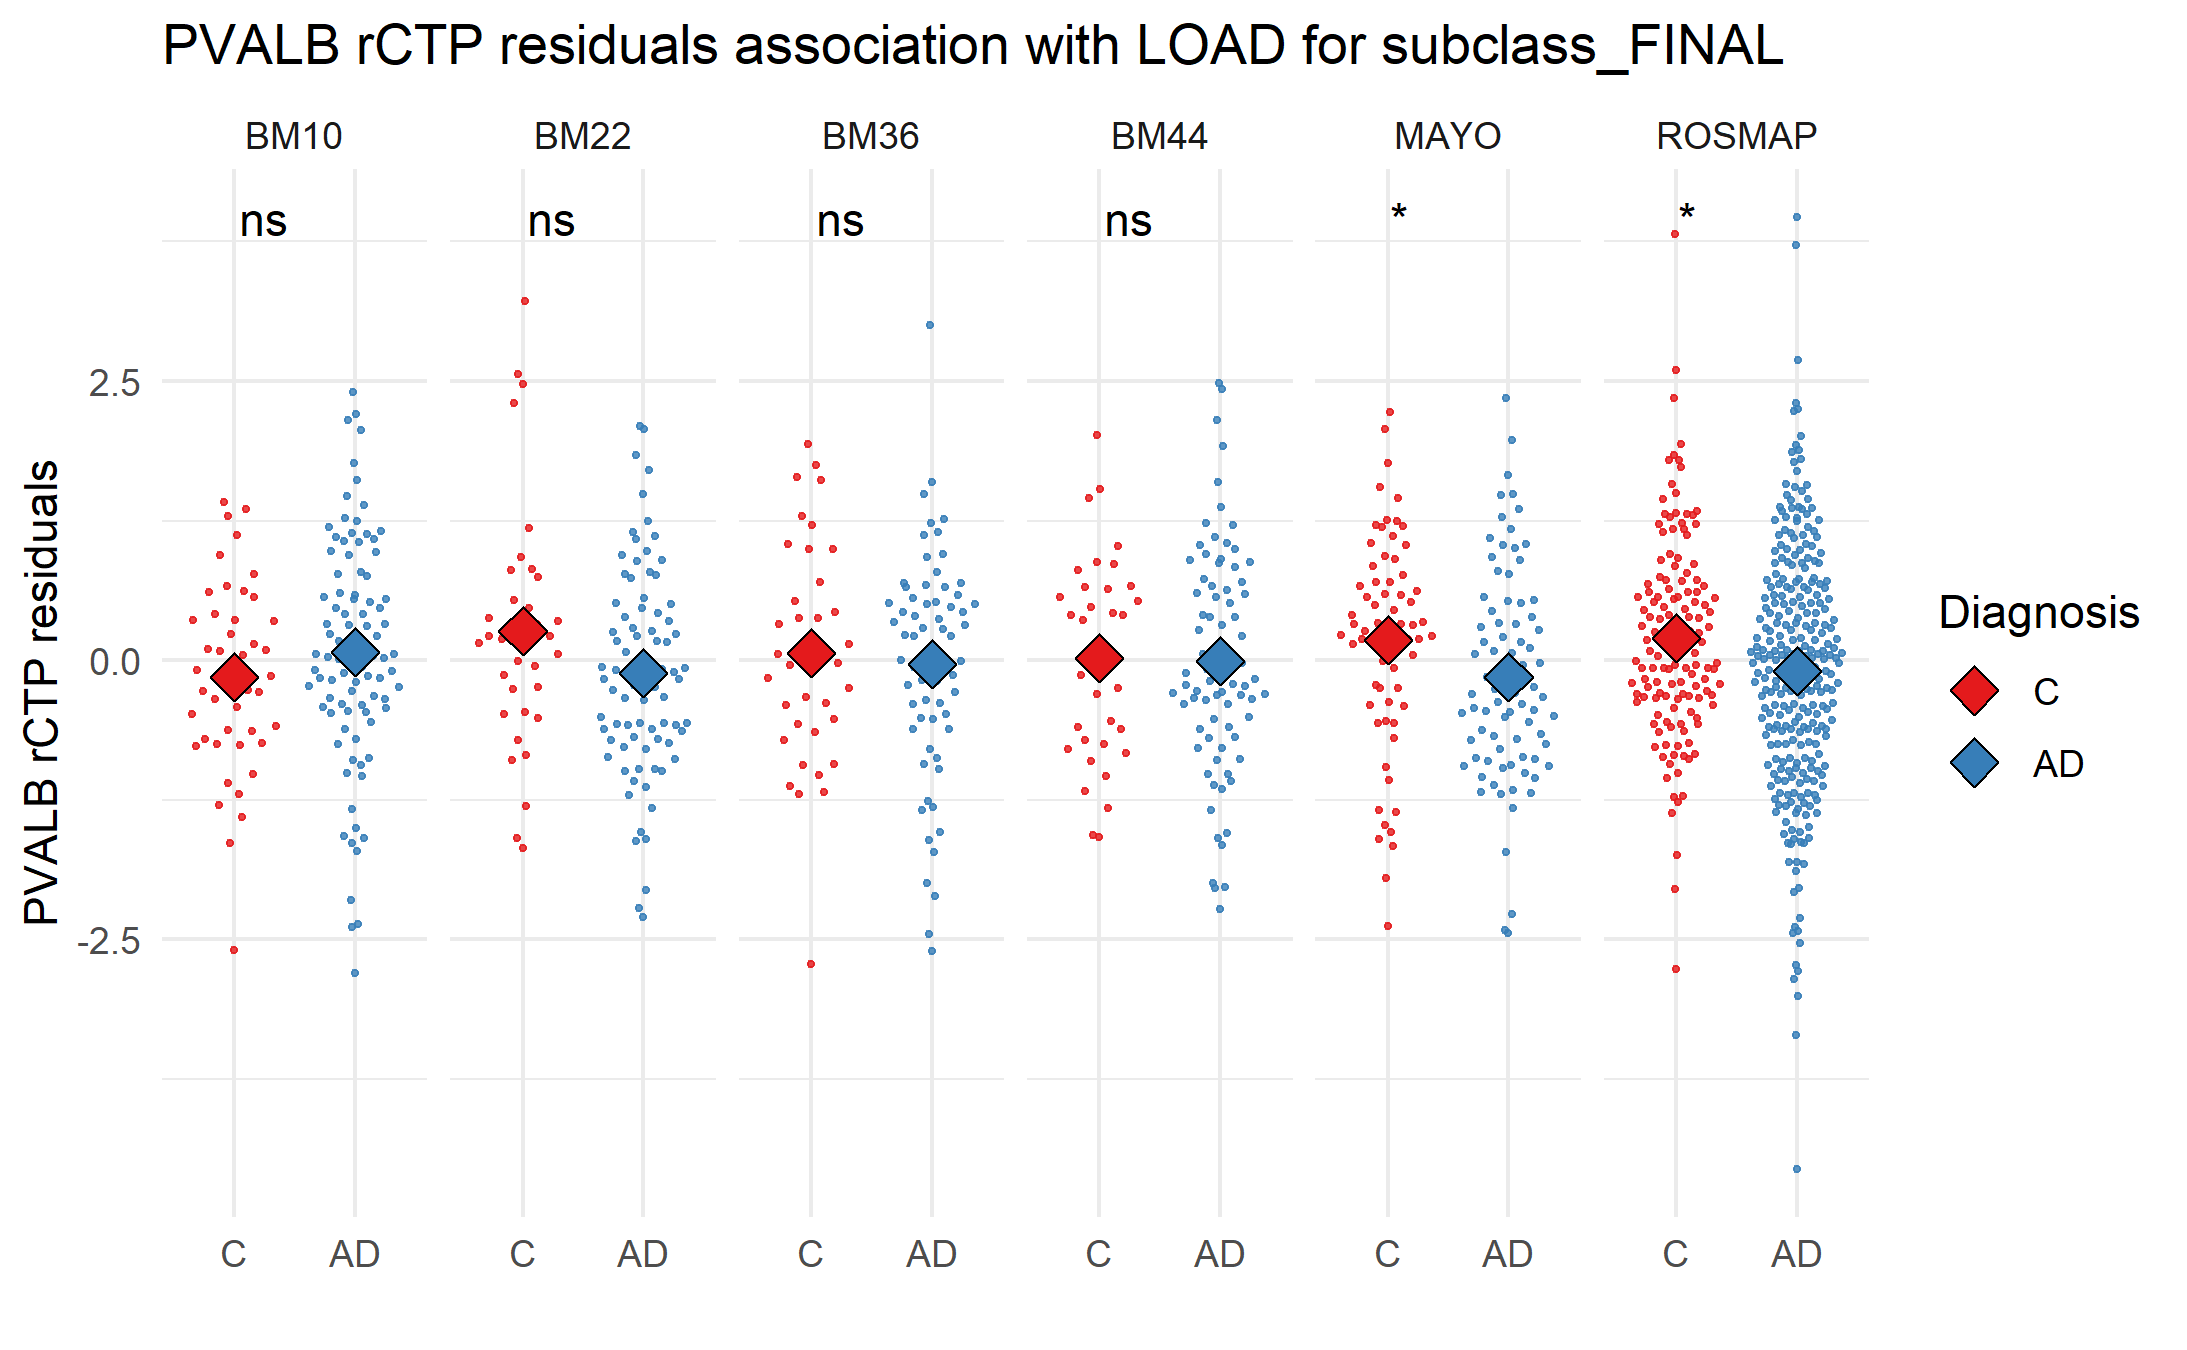 PVALB rCTP residuals association with LOAD for subclass_FINAL
BM10 BM22 BM36 BM44 MAYO ROSMAP
ns ns ns ns * *
2.5
0.0
-2.5
PVALB rCTP residuals
C AD C AD C AD C AD C AD C AD
Diagnosis
C
AD